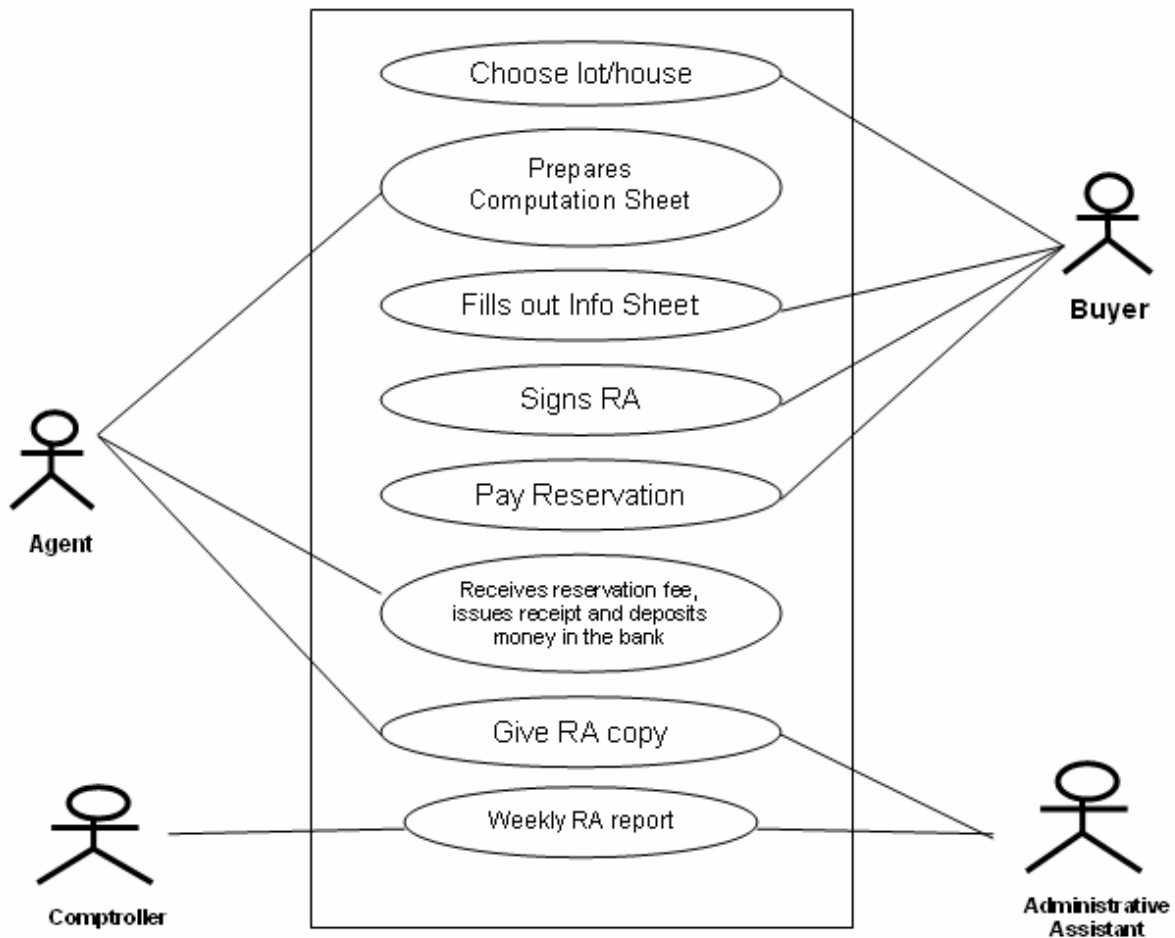 Choose lot/house
Prepares
Computation Sheet
Fills out Info Sheet
Buyer
Signs RA
Pay Reservation
Agent
Receives reservation fee,
issues receipt and deposits
money in the bank
Give RA copy
Weekly RA report
Comptroller
Administrative
Assistant